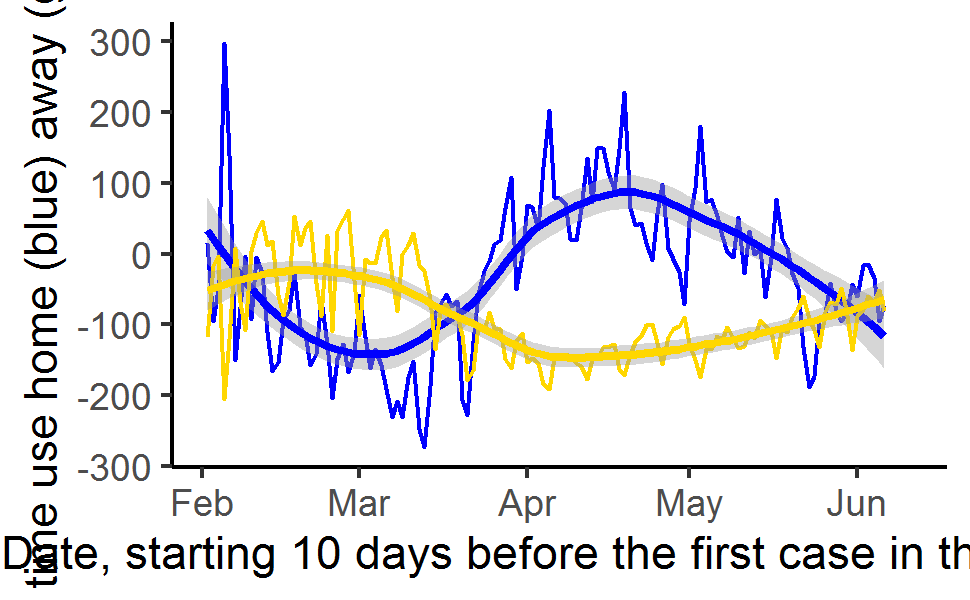 time use home (blue) away (
300
200
100
0
-100
-200
-300
Feb Mar Apr May Jun
Date, starting 10 days before the first case in th